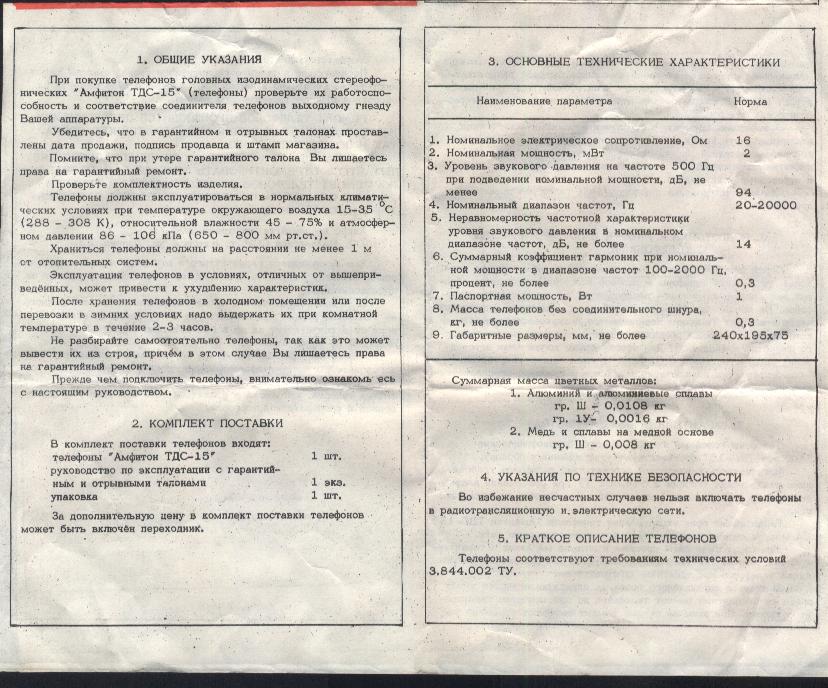 1. ОБЩИЕ УКАЗАНИЯ
При покупке телефонов головных изодинамических стереофо-
нических "Амфитон ТДС-15" (телефоны) проверьте их работоспо-
собность и соответствие соединителя телефонов выходному гнезду
Вашей аппаратуры.
Убедитесь, что в гарантийном и отрывных талонах простав-
лены дата продажи, подпись продавца и штамп магазина.
Помните, что при утере гарантийного талона Вы лишаетесь
права на гарантийный ремонт.
Проверьте комплектность изделия.
Телефоны должны эксплуатироваться в нормальных климати-
ческих условиях при температуре окружающего воздуха 15-35 °С
(288 - 308 К), относительной влажности 45 - 75% и атмосфер-
ном давлении 86 - 106 кПа (650 - 800 мм рт.ст.).
Храниться телефоны должны на расстоянии не менее 1 м
от отопительных систем.
Эксплуатация телефонов в условиях, отличных от вышепри-
ведённых, может привести к ухудшению характеристик.
После хранения телефонов в холодном помещении или после
перевозки в зимних условиях надо выдержать их при комнатной
температуре в течение 2-3 часов.
Не разбирайте самостоятельно телефоны, так как это может
вывести их из строя, причём в этом случае Вы лишаетесь права
на гарантийный ремонт.
Прежде чем подключить телефоны, внимательно ознакомь есь
с настоящим руководством.
2. КОМПЛЕКТ ПОСТАВКИ
В комплект поставки телефонов входят:
телефоны "Амфитон ТДС-15" 1 шт.
руководство по эксплуатации с гарантий-
ным и отрывными талонами 1 экз.
упаковка 1 шт.
За дополнительную цену в комплект поставки телефонов
может быть включён переходник.
3. ОСНОВНЫЕ ТЕХНИЧЕСКИЕ ХАРАКТЕРИСТИКИ
Наименование параметра Норма
1. Номинальное электрическое сопротивление, Ом 16
2. Номинальная мощность, мВт 2
3. Уровень звукового давления на частоте 500 Гц
при подведении номинальной мощности, дБ, не
менее 94
4. Номинальный диапазон частот, Гц 20-20000
5. Неравномерность частотной характеристики
уровня звукового давления в номинальном
диапазоне частот, дБ, не более 14
6. Суммарный коэффициент гармоник при номиналь-
ной мощности в диапазоне частот 100-2000 Гц,
процент, не более 0,3
7. Паспортная мощность, Вт 1
8. Масса телефонов без соединительного шнура,
кг, не более 0,3
9. Габаритные размеры, мм, не более 240х195х75
Суммарная масса цветных металлов:
1. Алюминий и алюминиевые сплавы
гр. Ш - 0,0108 кг
гр. 1У- 0,0016 кг
2. Медь и сплавы на медной основе
гр. Ш - 0,008 кг
4. УКАЗАНИЯ ПО ТЕХНИКЕ БЕЗОПАСНОСТИ
Во избежание несчастных случаев нельзя включать телефоны
в радиотрансляционную и электрическую сети.
5. КРАТКОЕ ОПИСАНИЕ ТЕЛЕФОНОВ
Телефоны соответствуют требованиям технических условий
3.844.002 ТУ.